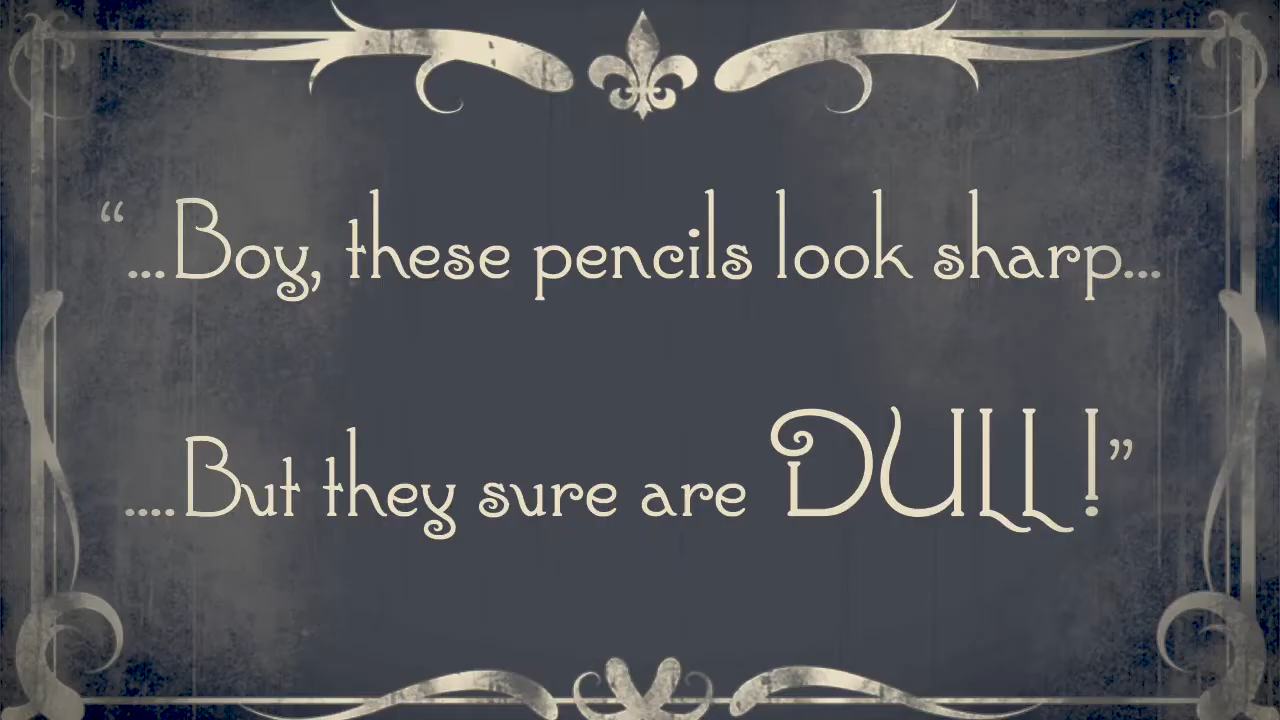 “...Boy, these pencils look sharp...
....But they sure are DULL!”